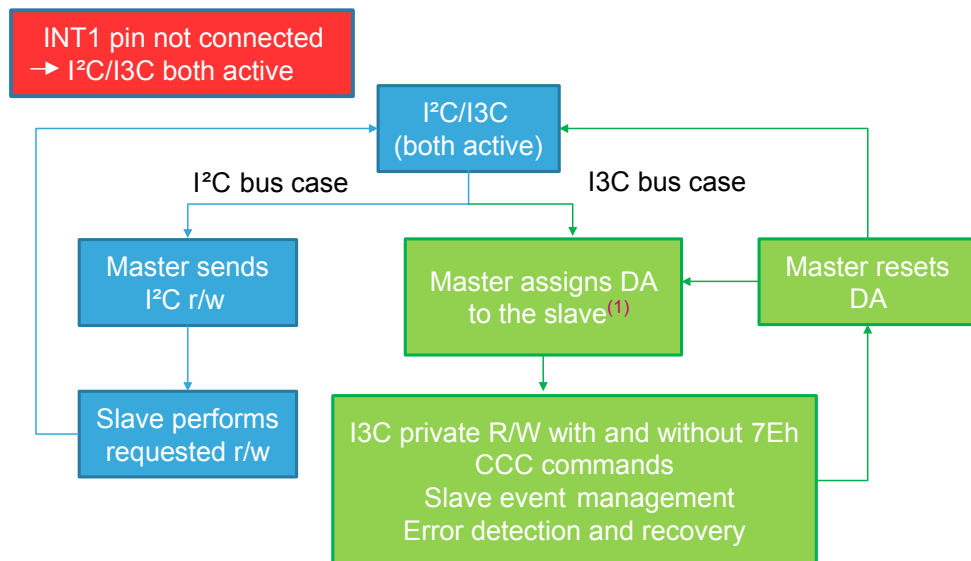 INT1 pin not connected
→ I²C/I3C both active
I²C/I3C
(both active)
I²C bus case
I3C bus case
Master sends
I²C r/w
Master assigns DA
to the slave(1)
Master resets
DA
Slave performs
requested r/w
I3C private R/W with and without 7Eh
CCC commands
Slave event management
Error detection and recovery